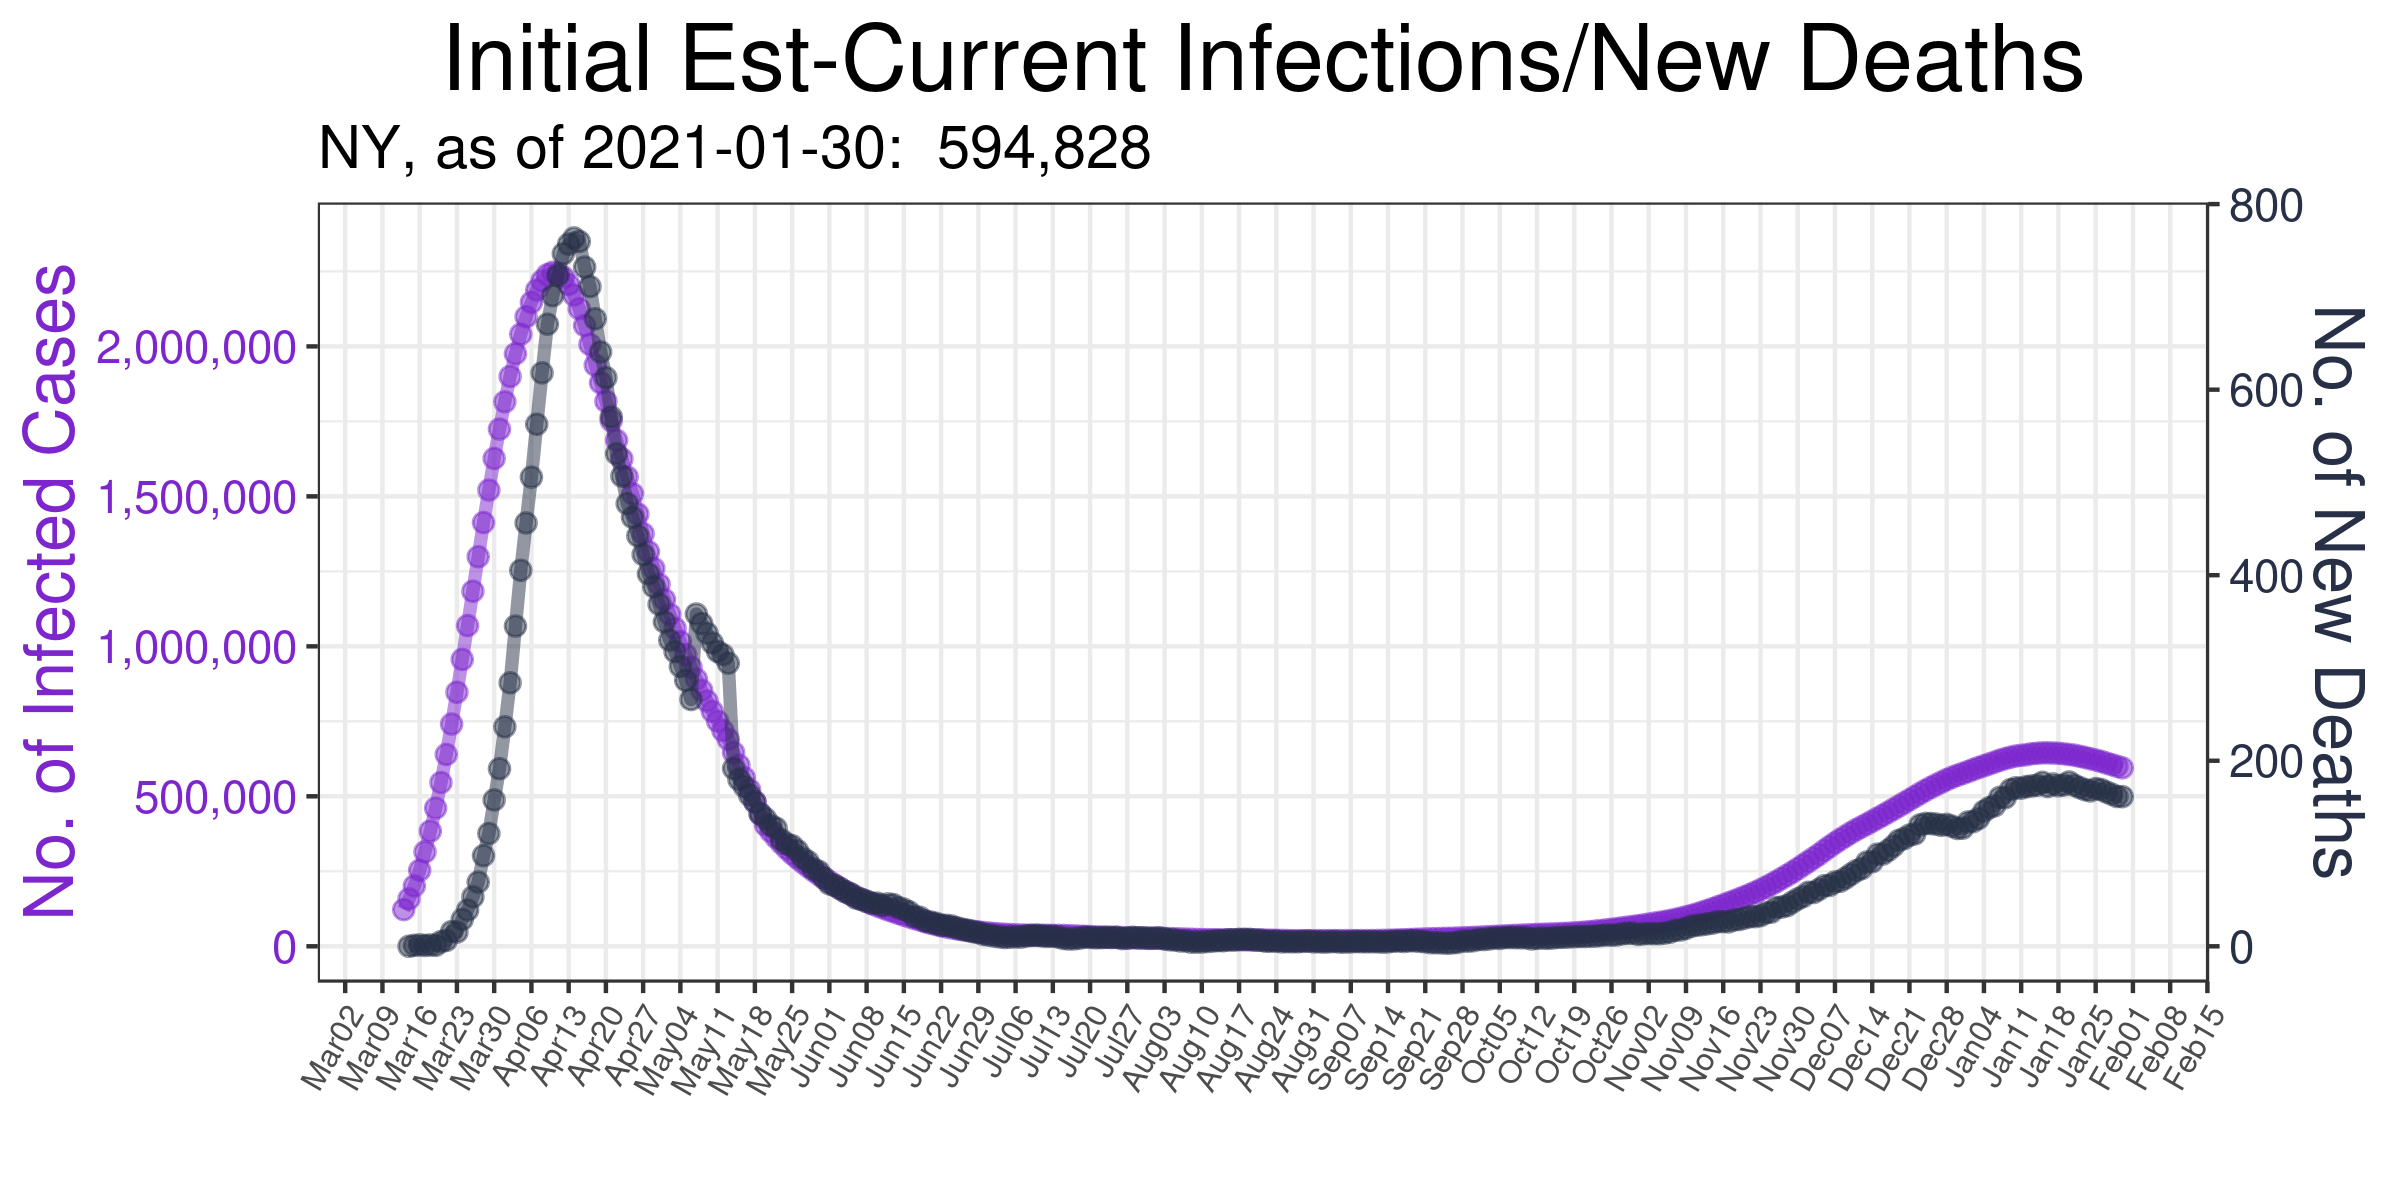 Initial Est-Current Infections/New Deaths
NY, as of 2021-01-30:  594,828
No. of Infected Cases
2,000,000
1,500,000
1,000,000
500,000
0
800
600
400
200
0
No. of New Deaths
Mar02
Mar09
Mar16
Mar23
Mar30
Apr06
Apr13
Apr20
Apr27
May04
May11
May18
May25
Jun01
Jun08
Jun15
Jun22
Jun29
Jul06
Jul13
Jul20
Jul27
Aug03
Aug10
Aug17
Aug24
Aug31
Sep07
Sep14
Sep21
Sep28
Oct05
Oct12
Oct19
Oct26
Nov02
Nov09
Nov16
Nov23
Nov30
Dec07
Dec14
Dec21
Dec28
Jan04
Jan11
Jan18
Jan25
Feb01
Feb08
Feb15